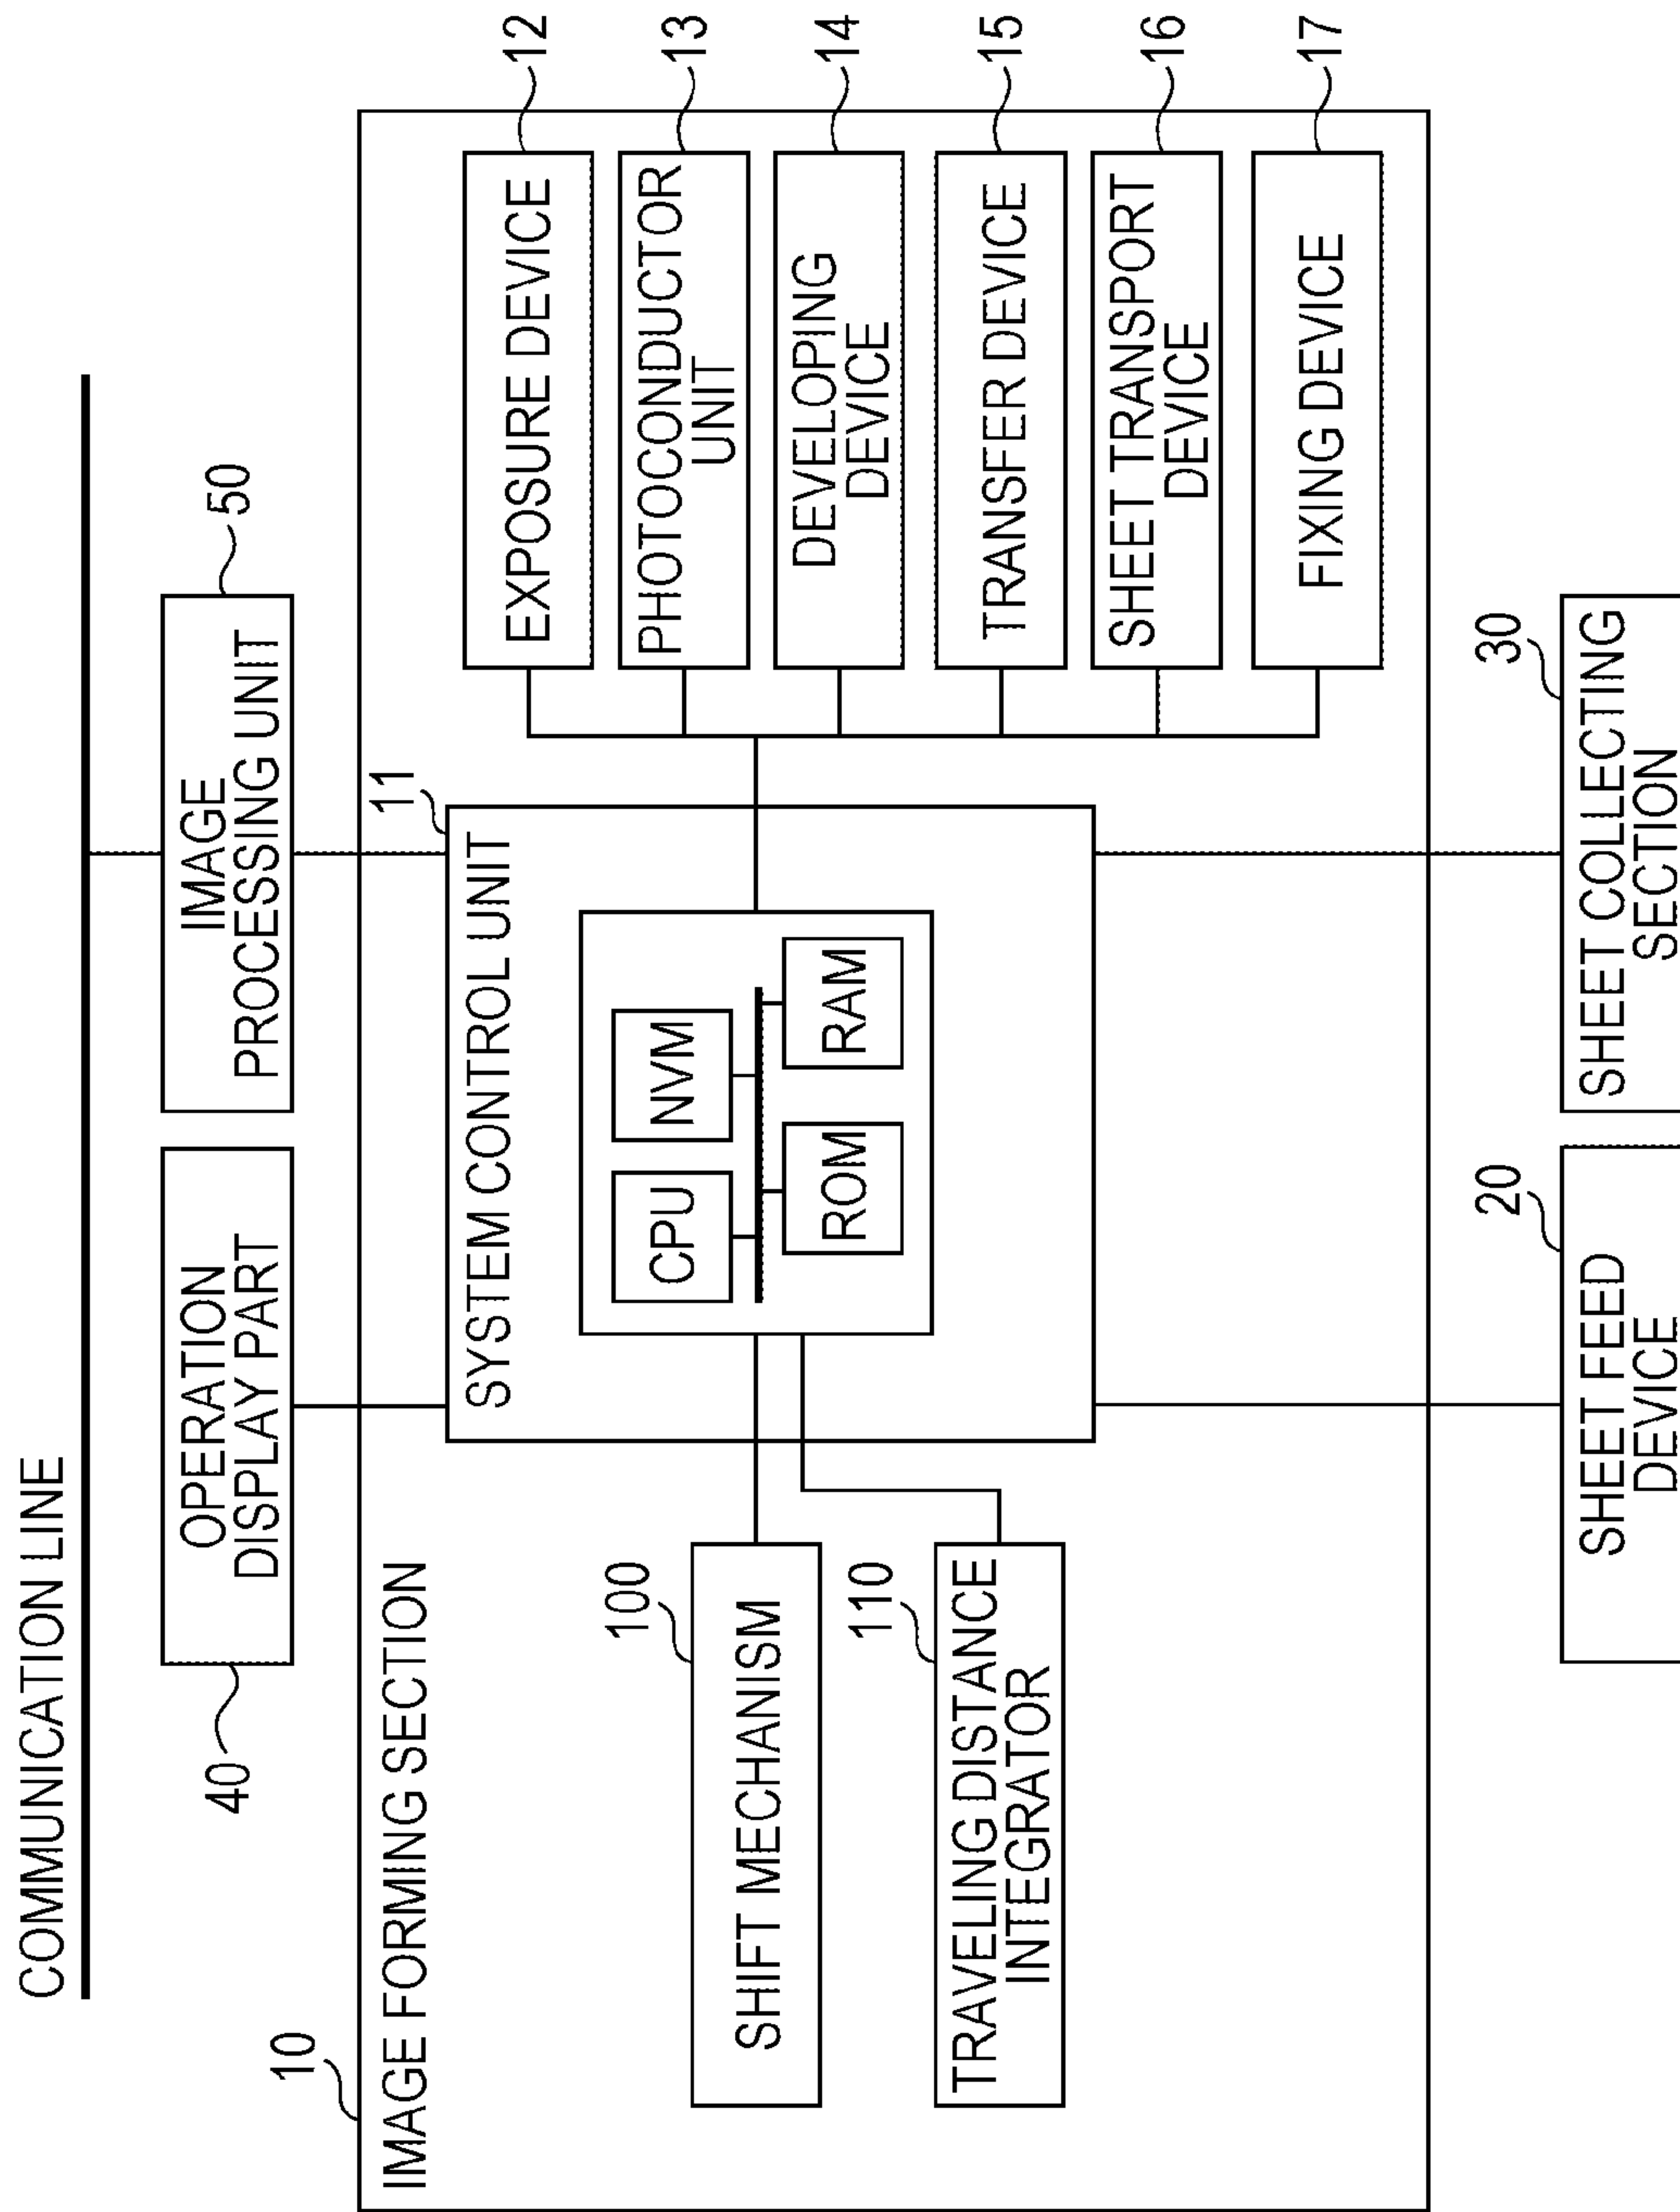 COMMUNICATION LINE
40
OPERATION
DISPLAY PART
IMAGE
PROCESSING UNIT
50
10
IMAGE FORMING SECTION
11
SYSTEM CONTROL UNIT
CPU
NVM
ROM
RAM
100
SHIFT MECHANISM
110
TRAVELING DISTANCE
INTEGRATOR
EXPOSURE DEVICE
12
PHOTOCONDUCTOR
UNIT
13
DEVELOPING
DEVICE
14
TRANSFER DEVICE
15
SHEET TRANSPORT
DEVICE
16
FIXING DEVICE
17
20
SHEET FEED
DEVICE
30
SHEET COLLECTING
SECTION